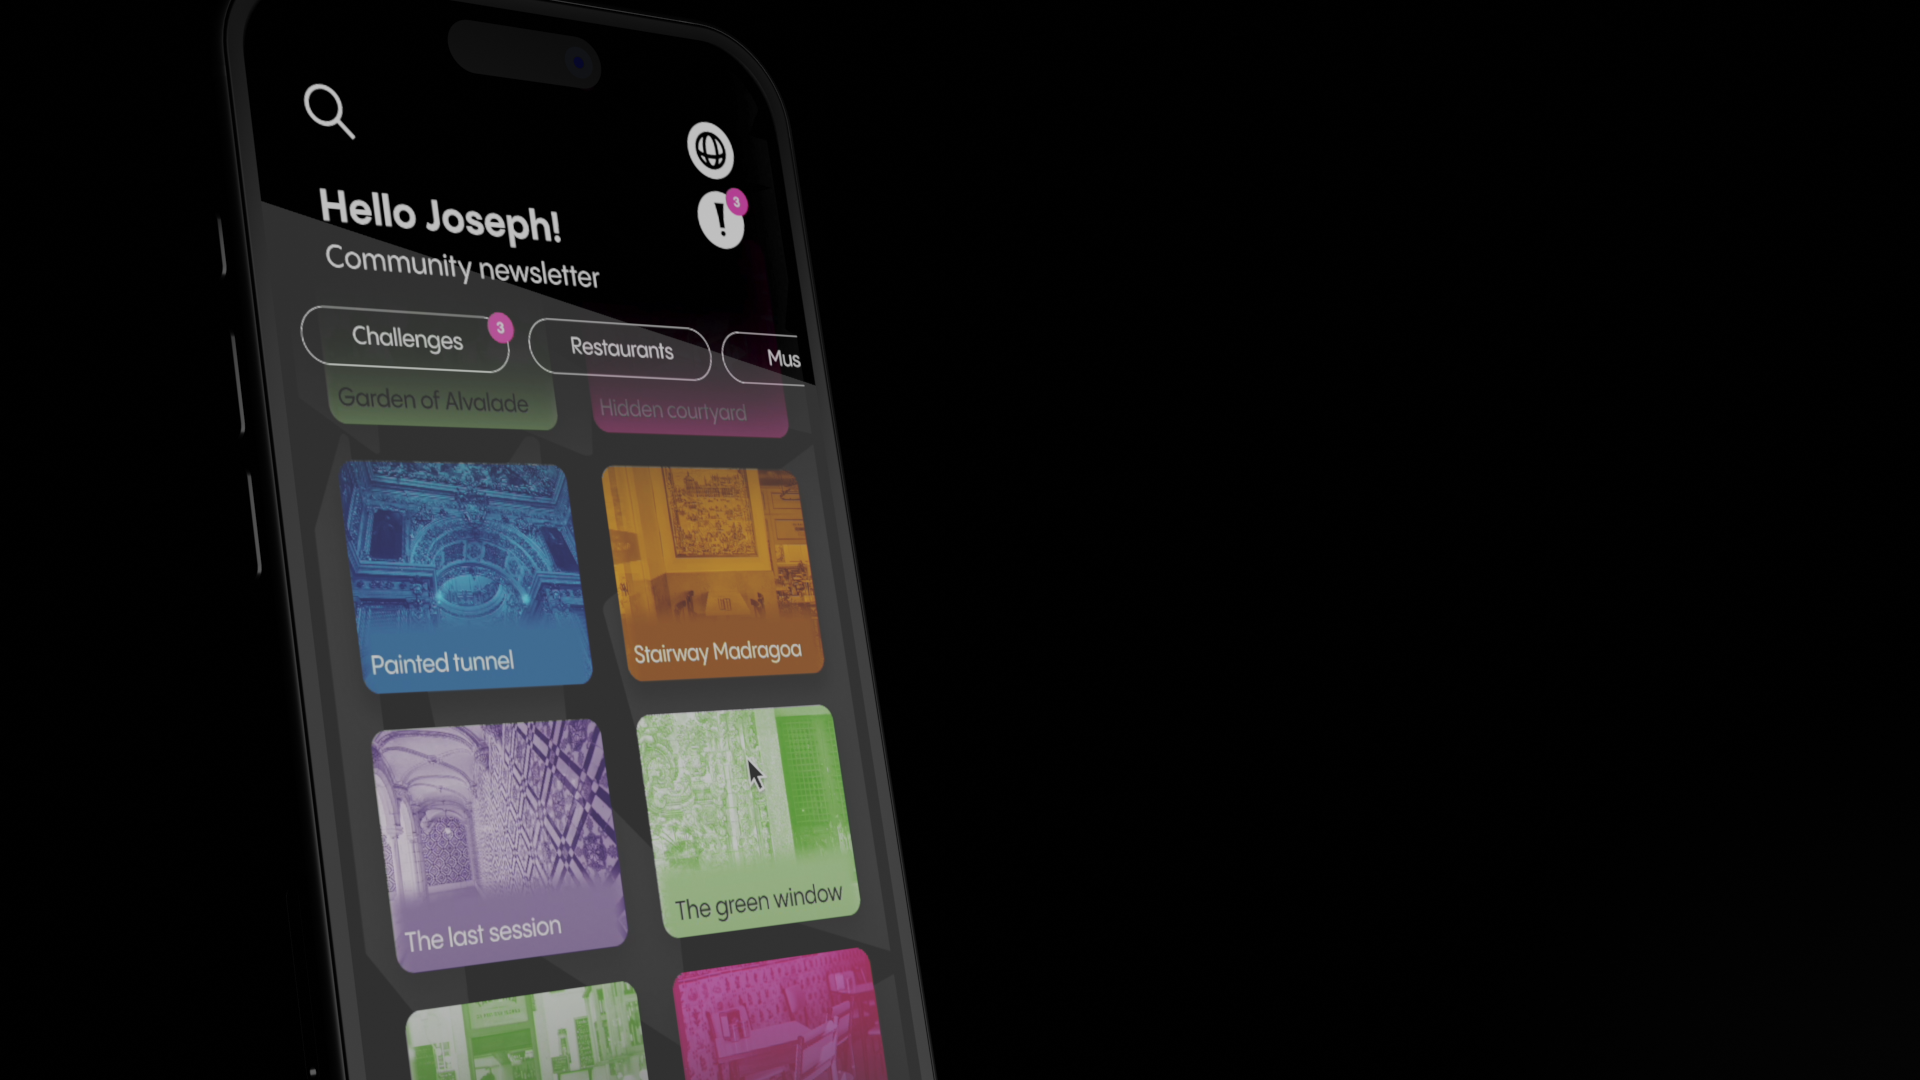 3
Hello Joseph!
Community newsletter
Challenges
3
Restaurants
Mus
Garden of Alvalade
Hidden courtyard
Painted tunnel
Stairway Madragoa
The last session
The green window